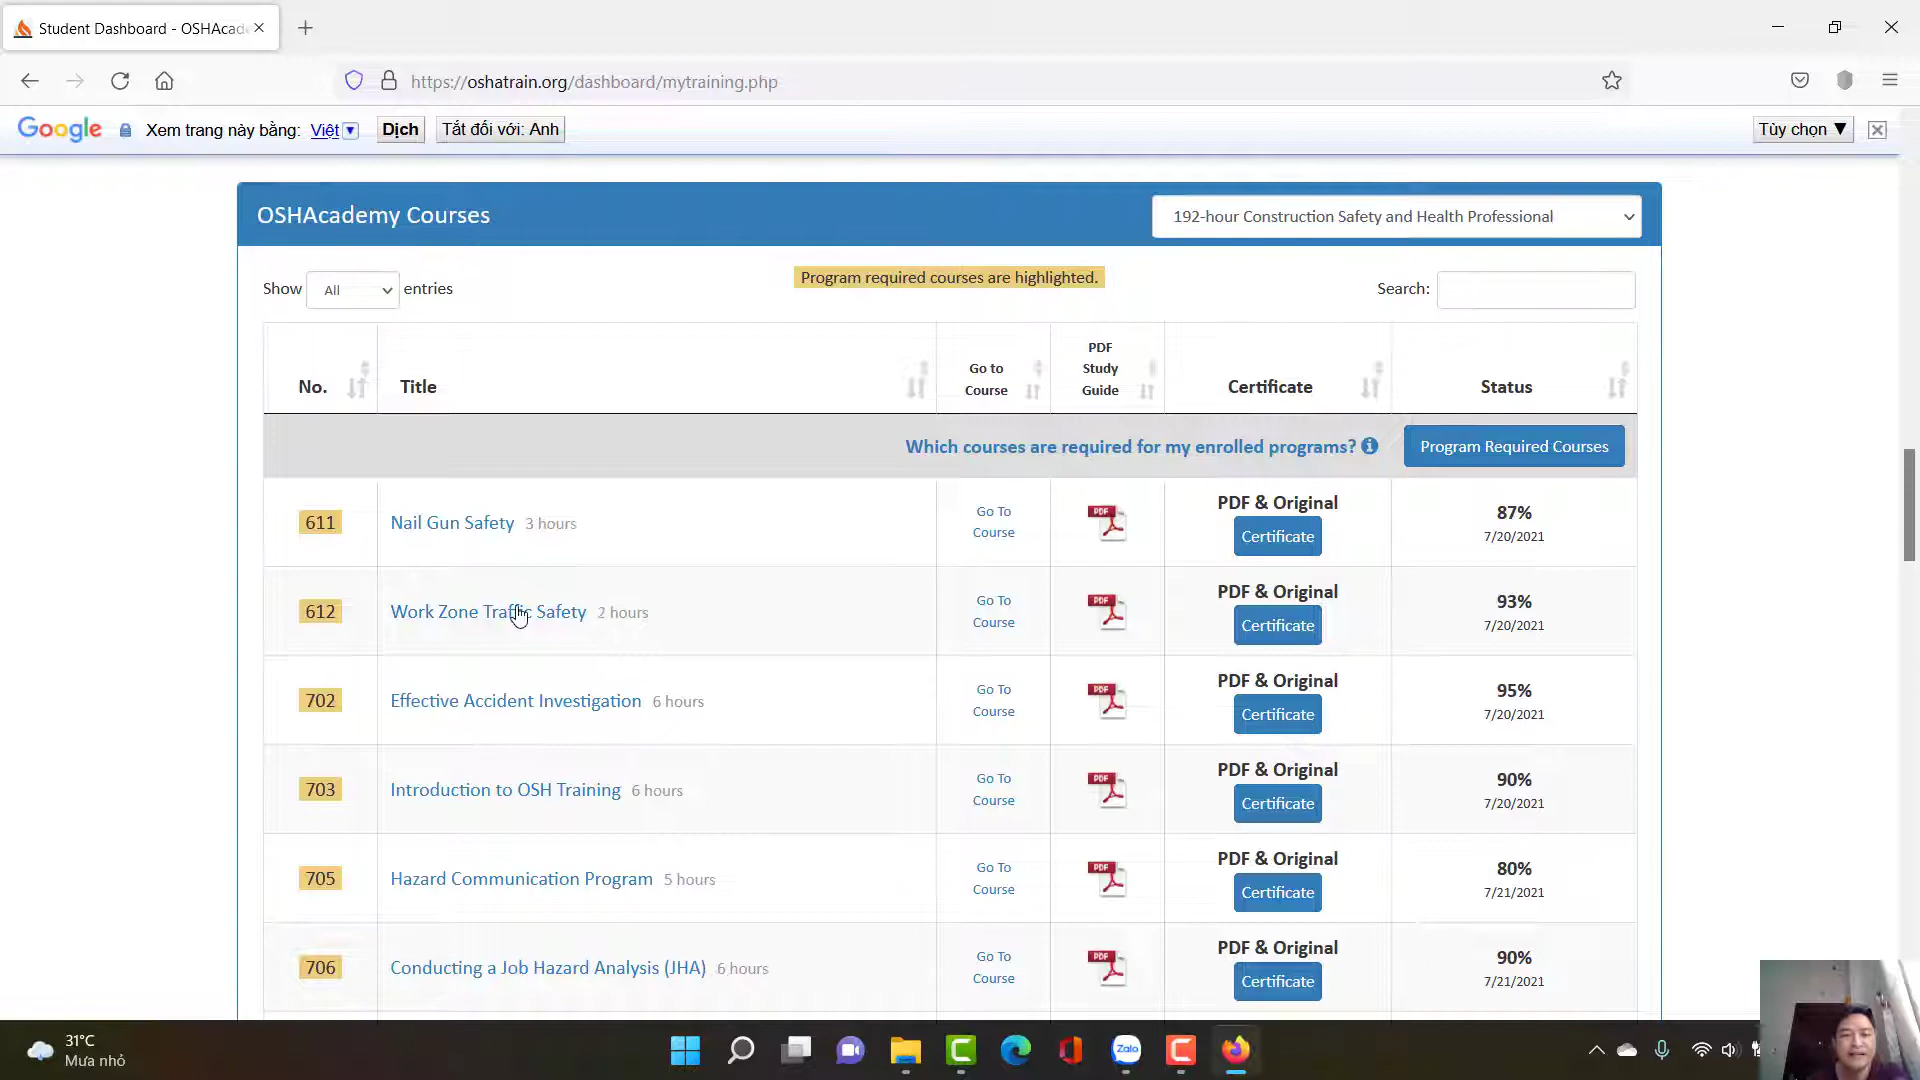 Student Dashboard - OSHAcade
https://oshatrain.org/dashboard/mytraining.php
Google Xem trang này bằng: Việt Dịch Tắt đối với: Anh Tùy chọn ▼
OSHAcademy Courses
192-hour Construction Safety and Health Professional
Show All entries
Program required courses are highlighted.
Search:
No. Title Go to Course PDF Study Guide Certificate Status
Which courses are required for my enrolled programs? Program Required Courses
611 Nail Gun Safety 3 hours Go To Course PDF PDF & Original Certificate 87% 7/20/2021
612 Work Zone Traffic Safety 2 hours Go To Course PDF PDF & Original Certificate 93% 7/20/2021
702 Effective Accident Investigation 6 hours Go To Course PDF PDF & Original Certificate 95% 7/20/2021
703 Introduction to OSH Training 6 hours Go To Course PDF PDF & Original Certificate 90% 7/20/2021
705 Hazard Communication Program 5 hours Go To Course PDF PDF & Original Certificate 80% 7/21/2021
706 Conducting a Job Hazard Analysis (JHA) 6 hours Go To Course PDF PDF & Original Certificate 90% 7/21/2021
31°C
Mưa nhỏ
Zalo